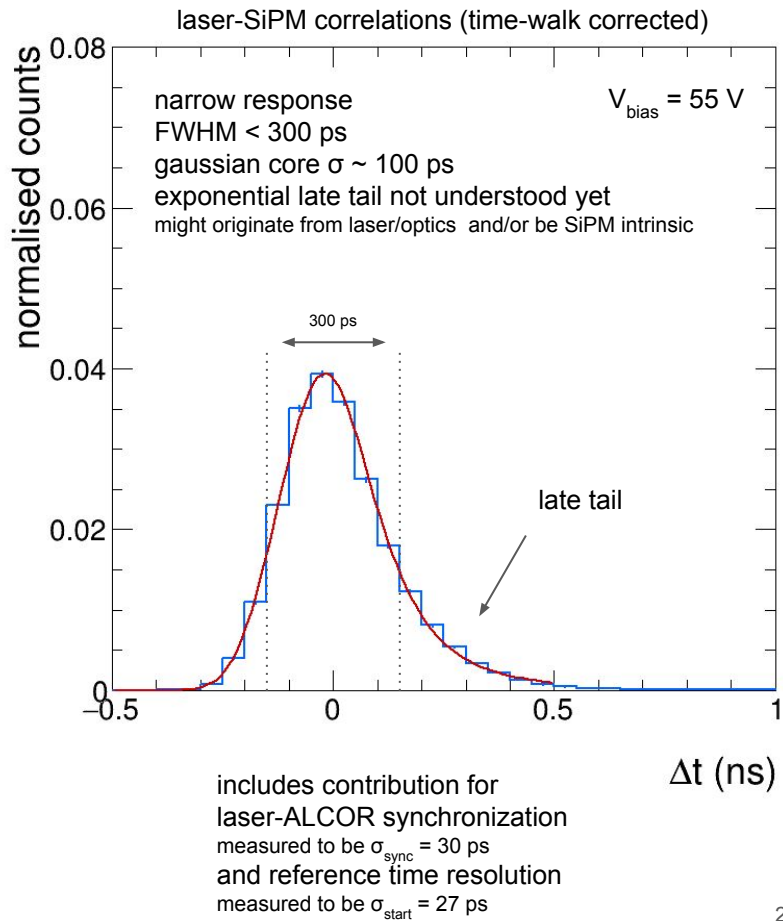 laser-SiPM correlations (time-walk corrected)
normalised counts
0.08
0.06
0.04
0.02
0
narrow response
FWHM < 300 ps
gaussian core σ ~ 100 ps
exponential late tail not understood yet
might originate from laser/optics and/or be SiPM intrinsic
V_bias = 55 V
300 ps
late tail
−0.5
0
0.5
1
Δt (ns)
includes contribution for
laser-ALCOR synchronization
measured to be σ_sync = 30 ps
and reference time resolution
measured to be σ_start = 27 ps
2